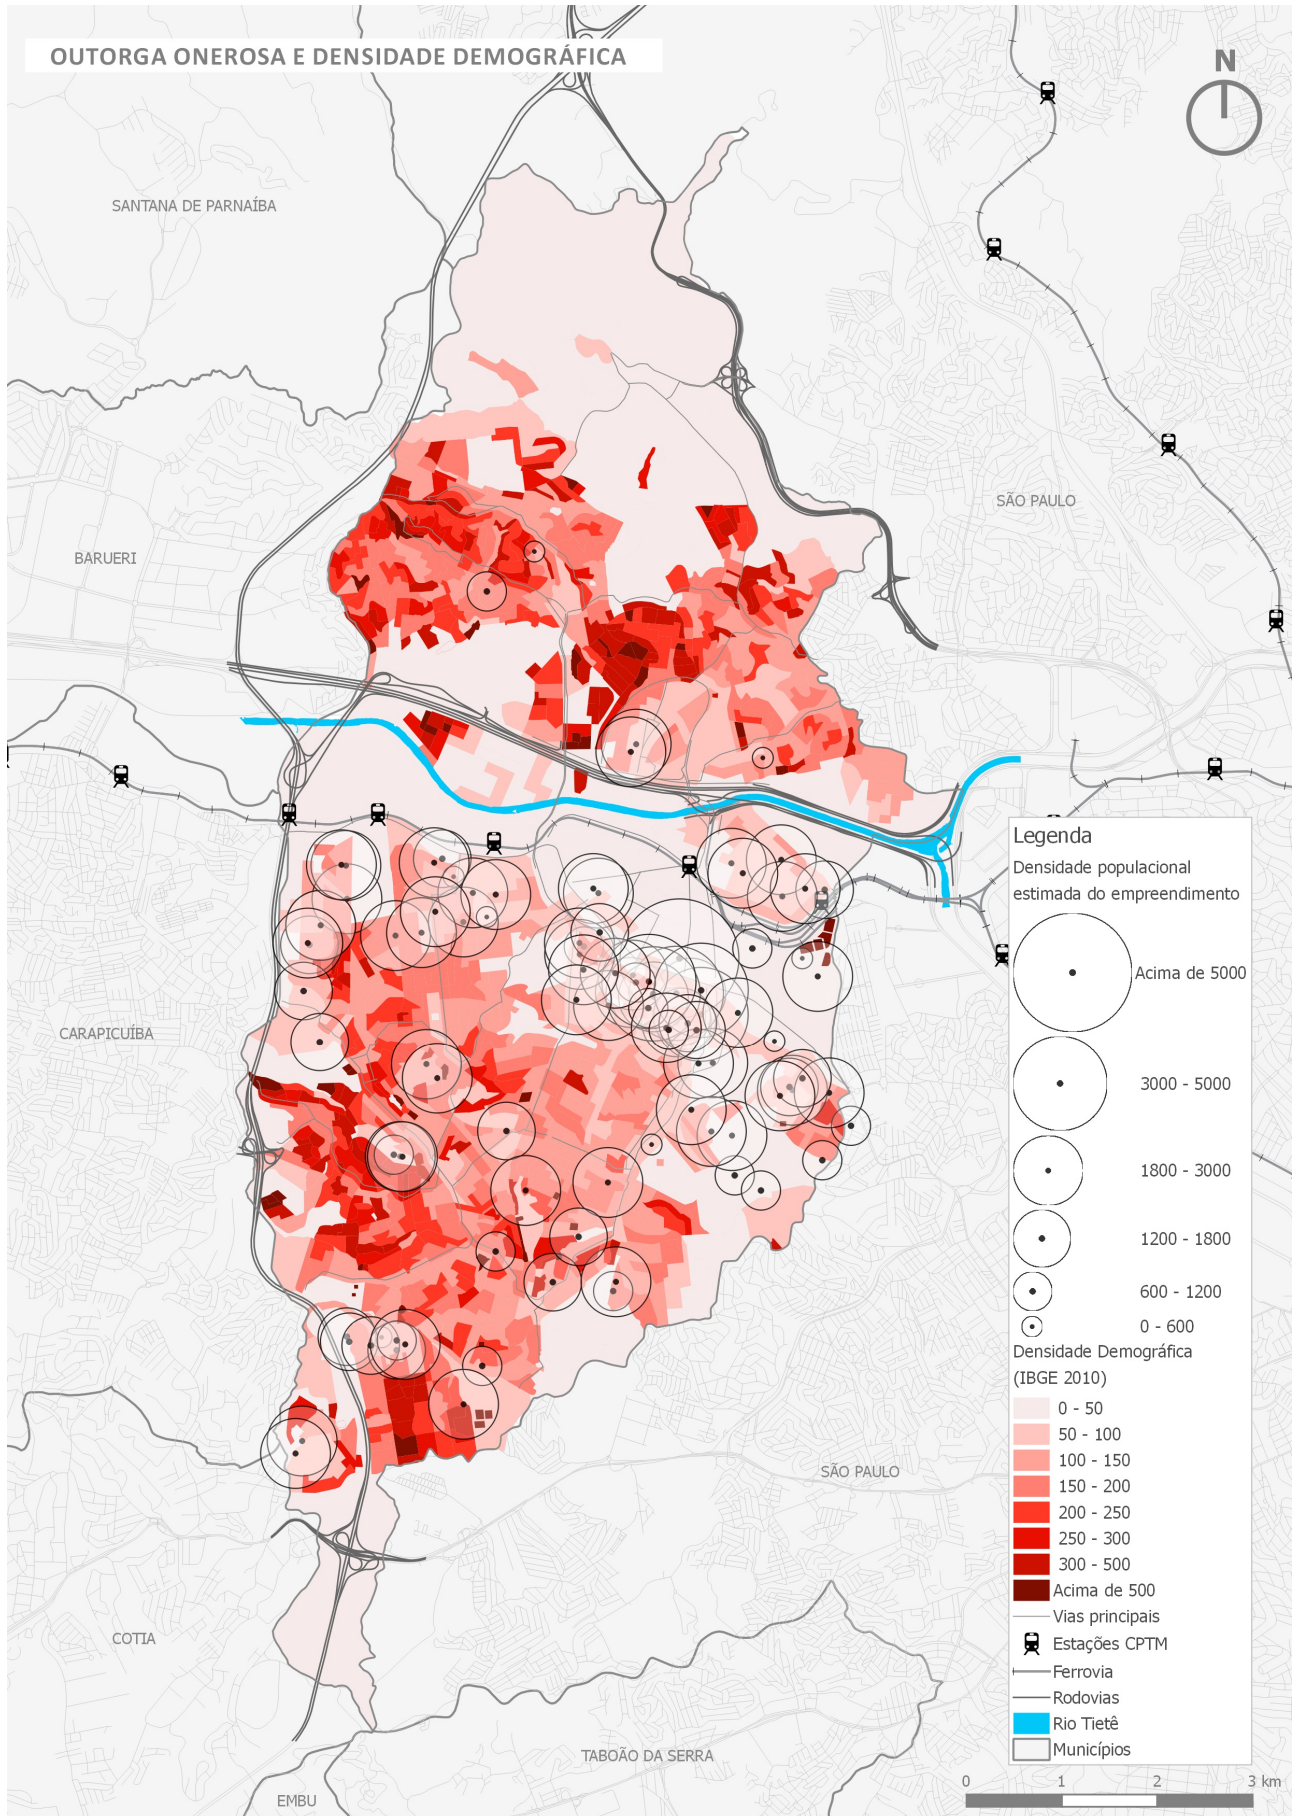 OUTORGA ONEROSA E DENSIDADE DEMOGRÁFICA
N
SANTANA DE PARNAÍBA
SÃO PAULO
BARUERI
CARAPICUÍBA
SÃO PAULO
COTIA
TABOÃO DA SERRA
EMBU
Legenda
Densidade populacional
estimada do empreendimento
Acima de 5000
3000 - 5000
1800 - 3000
1200 - 1800
600 - 1200
0 - 600
Densidade Demográfica
(IBGE 2010)
0 - 50
50 - 100
100 - 150
150 - 200
200 - 250
250 - 300
300 - 500
Acima de 500
Vias principais
Estações CPTM
Ferrovia
Rodovias
Rio Tietê
Municípios
0 1 2 3 km